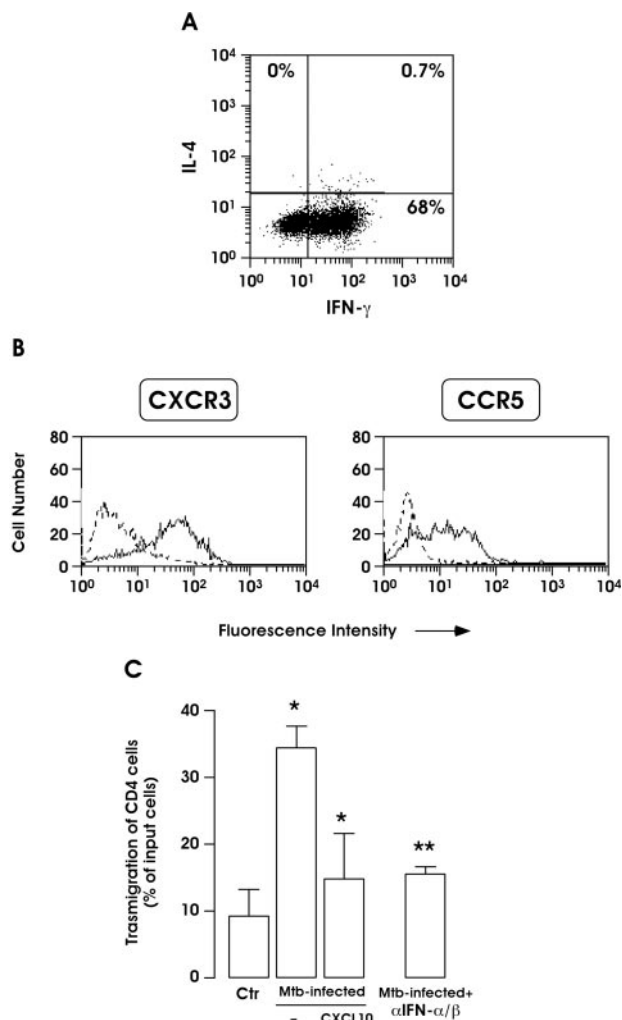 A
10⁴
0%
0.7%
10³
IL-4
10²
10¹
68%
10⁰
10⁰ 10¹ 10² 10³ 10⁴
IFN-γ
B
CXCR3
CCR5
80
60
40
20
0
Cell Number
10⁰ 10¹ 10² 10³ 10⁴
80
60
40
20
0
10⁰ 10¹ 10² 10³ 10⁴
Fluorescence Intensity
C
40
30
20
10
0
Trasmigration of CD4 cells
(% of input cells)
*
*
**
Ctr
Mtb-infected
Mtb-infected+
αIFN-α/β
–
CXCL10